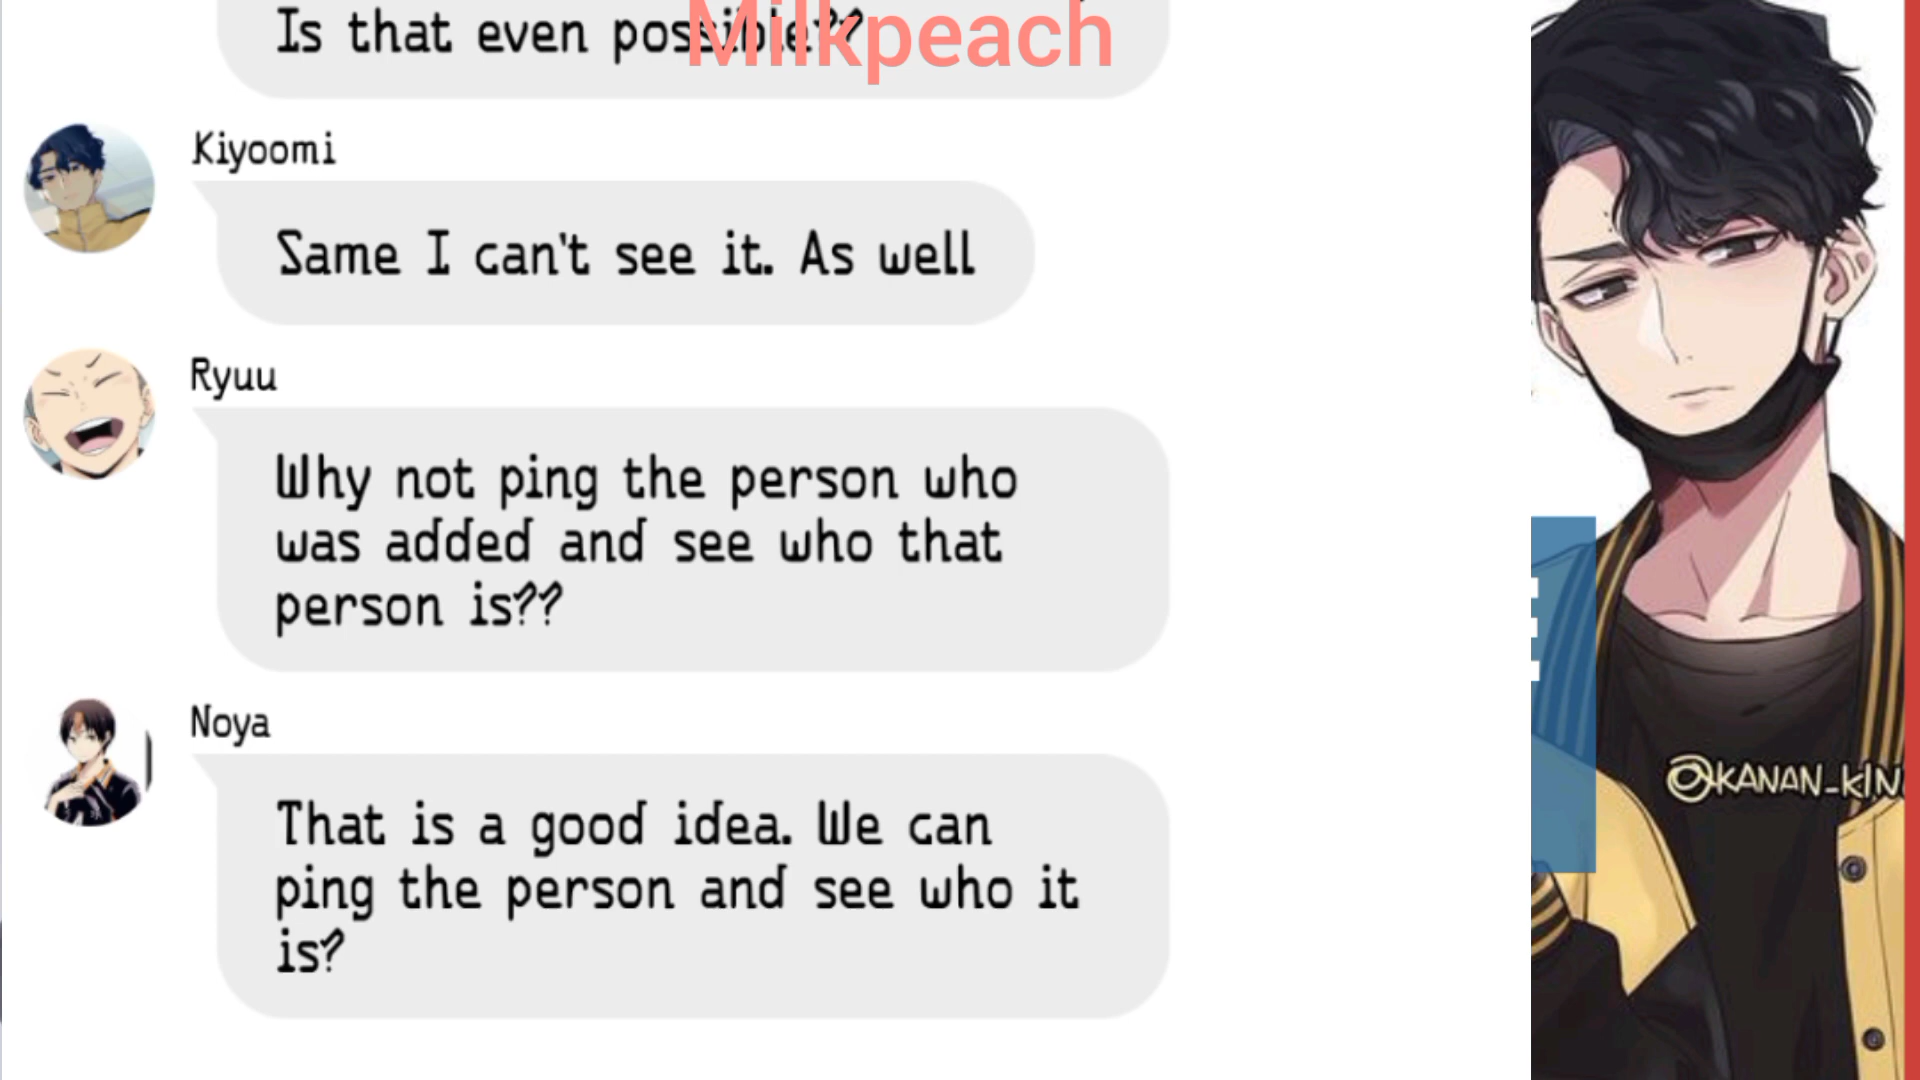 Is that even possible??
Milkpeach
Kiyoomi
Same I can't see it. As well
Ryuu
Why not ping the person who
was added and see who that
person is??
Noya
That is a good idea. We can
ping the person and see who it
is?
@KANAN_KIN